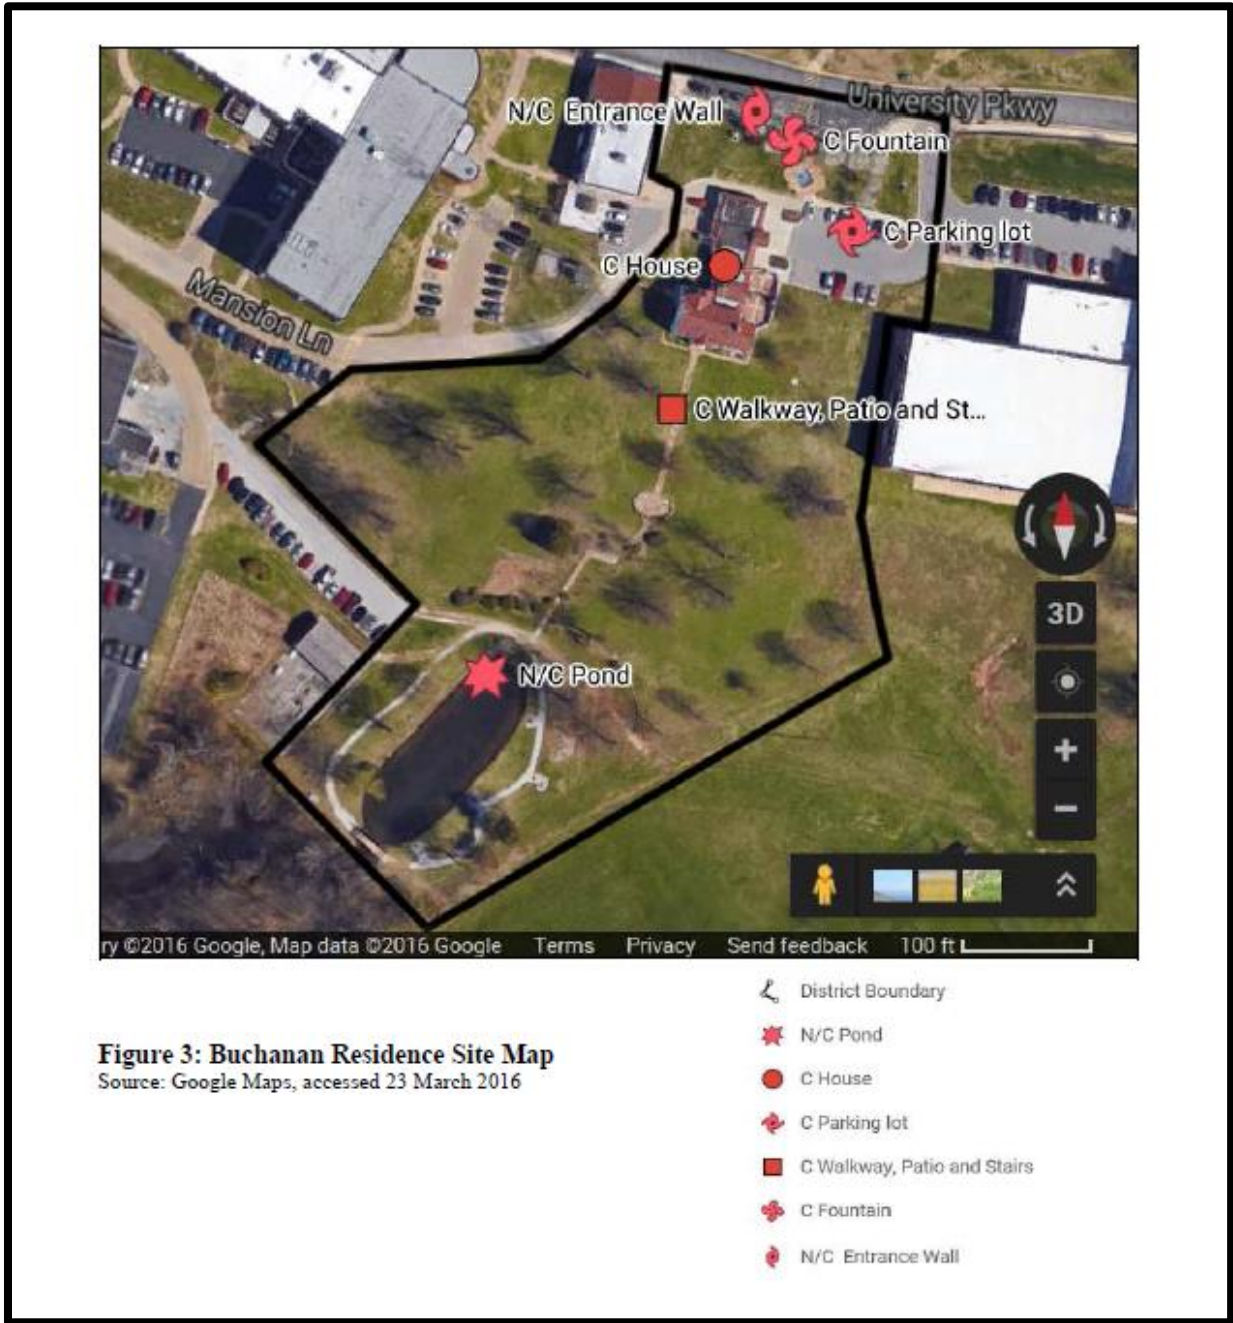 University Pkwy
N/C Entrance Wall
C Fountain
C Parking lot
C House
Mansion Ln
C Walkway, Patio and St...
3D
N/C Pond
ry ©2016 Google, Map data ©2016 Google Terms Privacy Send feedback 100 ft
District Boundary
N/C Pond
C House
C Parking lot
C Walkway, Patio and Stairs
C Fountain
N/C Entrance Wall
Figure 3: Buchanan Residence Site Map
Source: Google Maps, accessed 23 March 2016